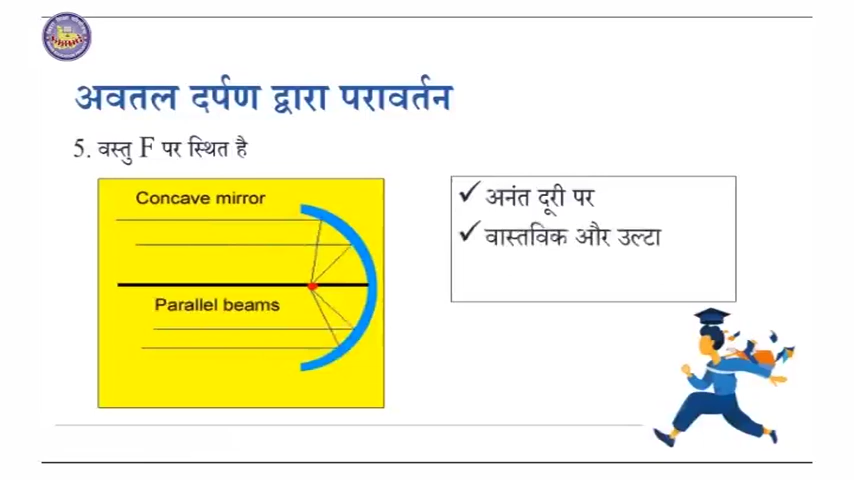 अवतल दर्पण द्वारा परावर्तन
5. वस्तु F पर स्थित है
Concave mirror
Parallel beams
✓ अनंत दूरी पर
✓ वास्तविक और उल्टा